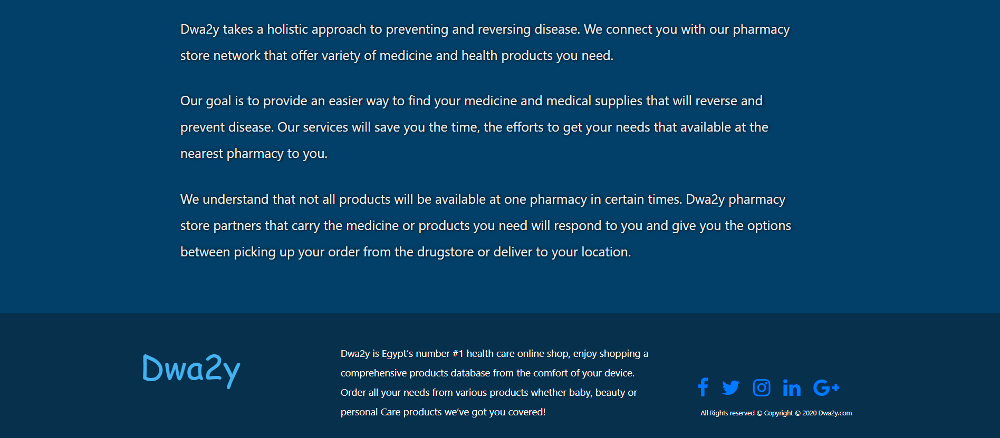 Dwa2y takes a holistic approach to preventing and reversing disease. We connect you with our pharmacy
store network that offer variety of medicine and health products you need.
Our goal is to provide an easier way to find your medicine and medical supplies that will reverse and
prevent disease. Our services will save you the time, the efforts to get your needs that available at the
nearest pharmacy to you.
We understand that not all products will be available at one pharmacy in certain times. Dwa2y pharmacy
store partners that carry the medicine or products you need will respond to you and give you the options
between picking up your order from the drugstore or deliver to your location.
Dwa2y
Dwa2y is Egypt’s number #1 health care online shop, enjoy shopping a
comprehensive products database from the comfort of your device.
Order all your needs from various products whether baby, beauty or
personal Care products we’ve got you covered!
All Rights reserved © Copyright © 2020 Dwa2y.com